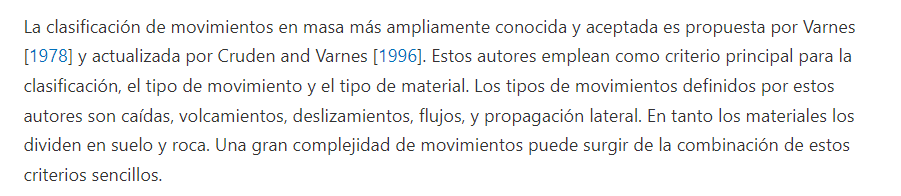 La clasificación de movimientos en masa más ampliamente conocida y aceptada es propuesta por Varnes
[1978] y actualizada por Cruden and Varnes [1996]. Estos autores emplean como criterio principal para la
clasificación, el tipo de movimiento y el tipo de material. Los tipos de movimientos definidos por estos
autores son caídas, volcamientos, deslizamientos, flujos, y propagación lateral. En tanto los materiales los
dividen en suelo y roca. Una gran complejidad de movimientos puede surgir de la combinación de estos
criterios sencillos.